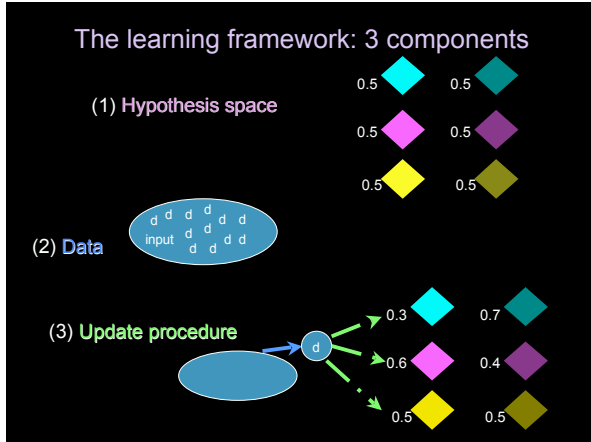 The learning framework: 3 components
0.5 0.5
(1) Hypothesis space
0.5 0.5
0.5 0.5
d d d d d d d
input d d d d
d d
(2) Data
(3) Update procedure
d
0.3 0.7
0.6 0.4
0.5 0.5